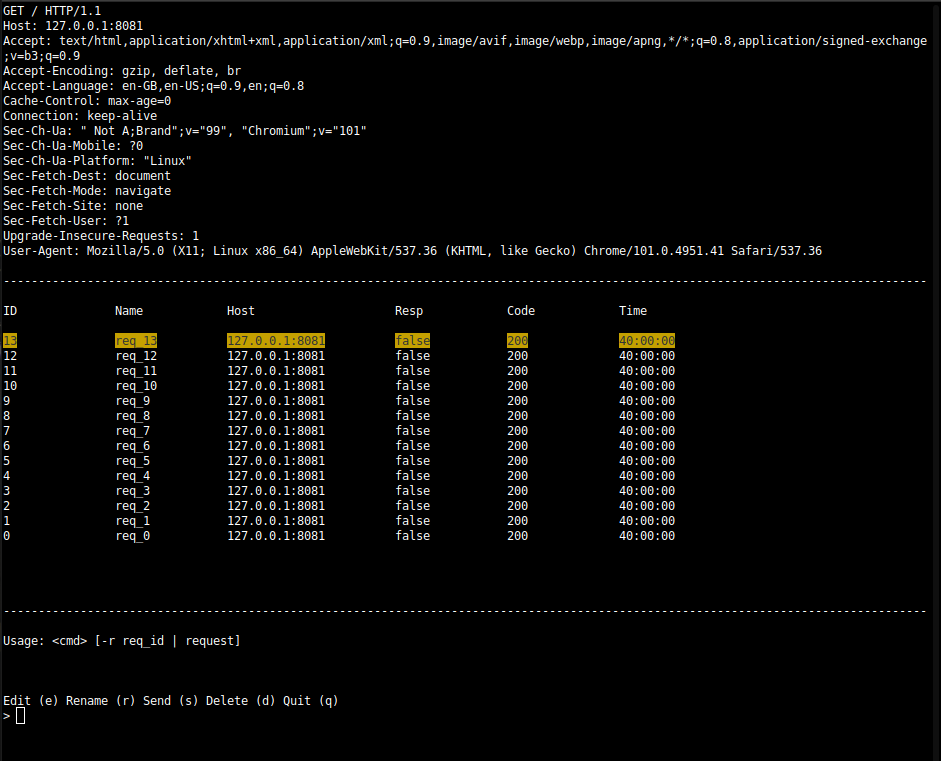 GET / HTTP/1.1
Host: 127.0.0.1:8081
Accept: text/html,application/xhtml+xml,application/xml;q=0.9,image/avif,image/webp,image/apng,*/*;q=0.8,application/signed-exchange
;v=b3;q=0.9
Accept-Encoding: gzip, deflate, br
Accept-Language: en-GB,en-US;q=0.9,en;q=0.8
Cache-Control: max-age=0
Connection: keep-alive
Sec-Ch-Ua: " Not A;Brand";v="99", "Chromium";v="101"
Sec-Ch-Ua-Mobile: ?0
Sec-Ch-Ua-Platform: "Linux"
Sec-Fetch-Dest: document
Sec-Fetch-Mode: navigate
Sec-Fetch-Site: none
Sec-Fetch-User: ?1
Upgrade-Insecure-Requests: 1
User-Agent: Mozilla/5.0 (X11; Linux x86_64) AppleWebKit/537.36 (KHTML, like Gecko) Chrome/101.0.4951.41 Safari/537.36
------------------------------------------------------------------------------------------------------------------------------------
ID Name Host Resp Code Time
13 req_13 127.0.0.1:8081 false 200 40:00:00
12 req_12 127.0.0.1:8081 false 200 40:00:00
11 req_11 127.0.0.1:8081 false 200 40:00:00
10 req_10 127.0.0.1:8081 false 200 40:00:00
9 req_9 127.0.0.1:8081 false 200 40:00:00
8 req_8 127.0.0.1:8081 false 200 40:00:00
7 req_7 127.0.0.1:8081 false 200 40:00:00
6 req_6 127.0.0.1:8081 false 200 40:00:00
5 req_5 127.0.0.1:8081 false 200 40:00:00
4 req_4 127.0.0.1:8081 false 200 40:00:00
3 req_3 127.0.0.1:8081 false 200 40:00:00
2 req_2 127.0.0.1:8081 false 200 40:00:00
1 req_1 127.0.0.1:8081 false 200 40:00:00
0 req_0 127.0.0.1:8081 false 200 40:00:00
------------------------------------------------------------------------------------------------------------------------------------
Usage: <cmd> [-r req_id | request]
Edit (e) Rename (r) Send (s) Delete (d) Quit (q)
>